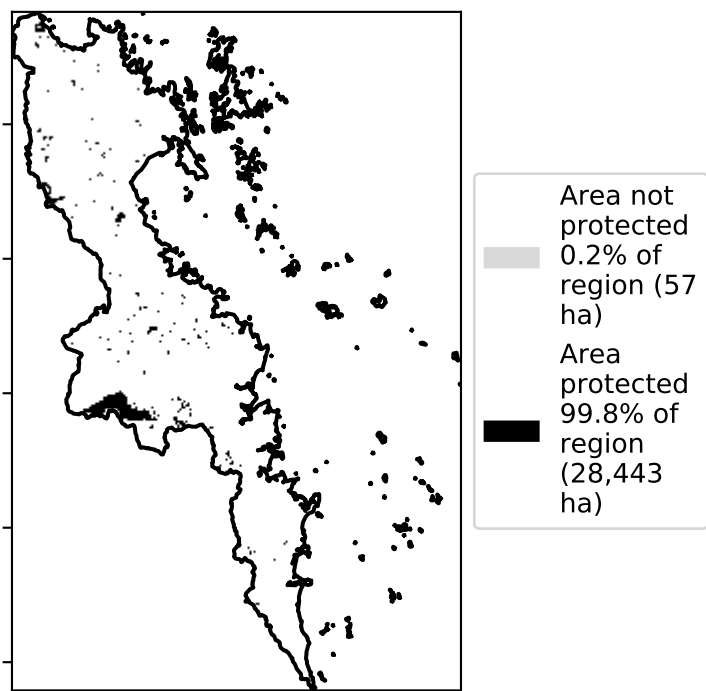 Area not
protected
0.2% of
region (57
ha)
Area
protected
99.8% of
region
(28,443
ha)